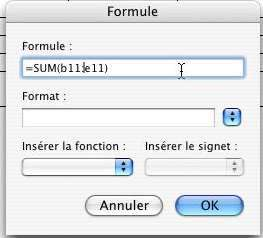 Formule
Formule :
=SUM(b11:e11)
Format :
Insérer la fonction : Insérer le signet :
Annuler OK